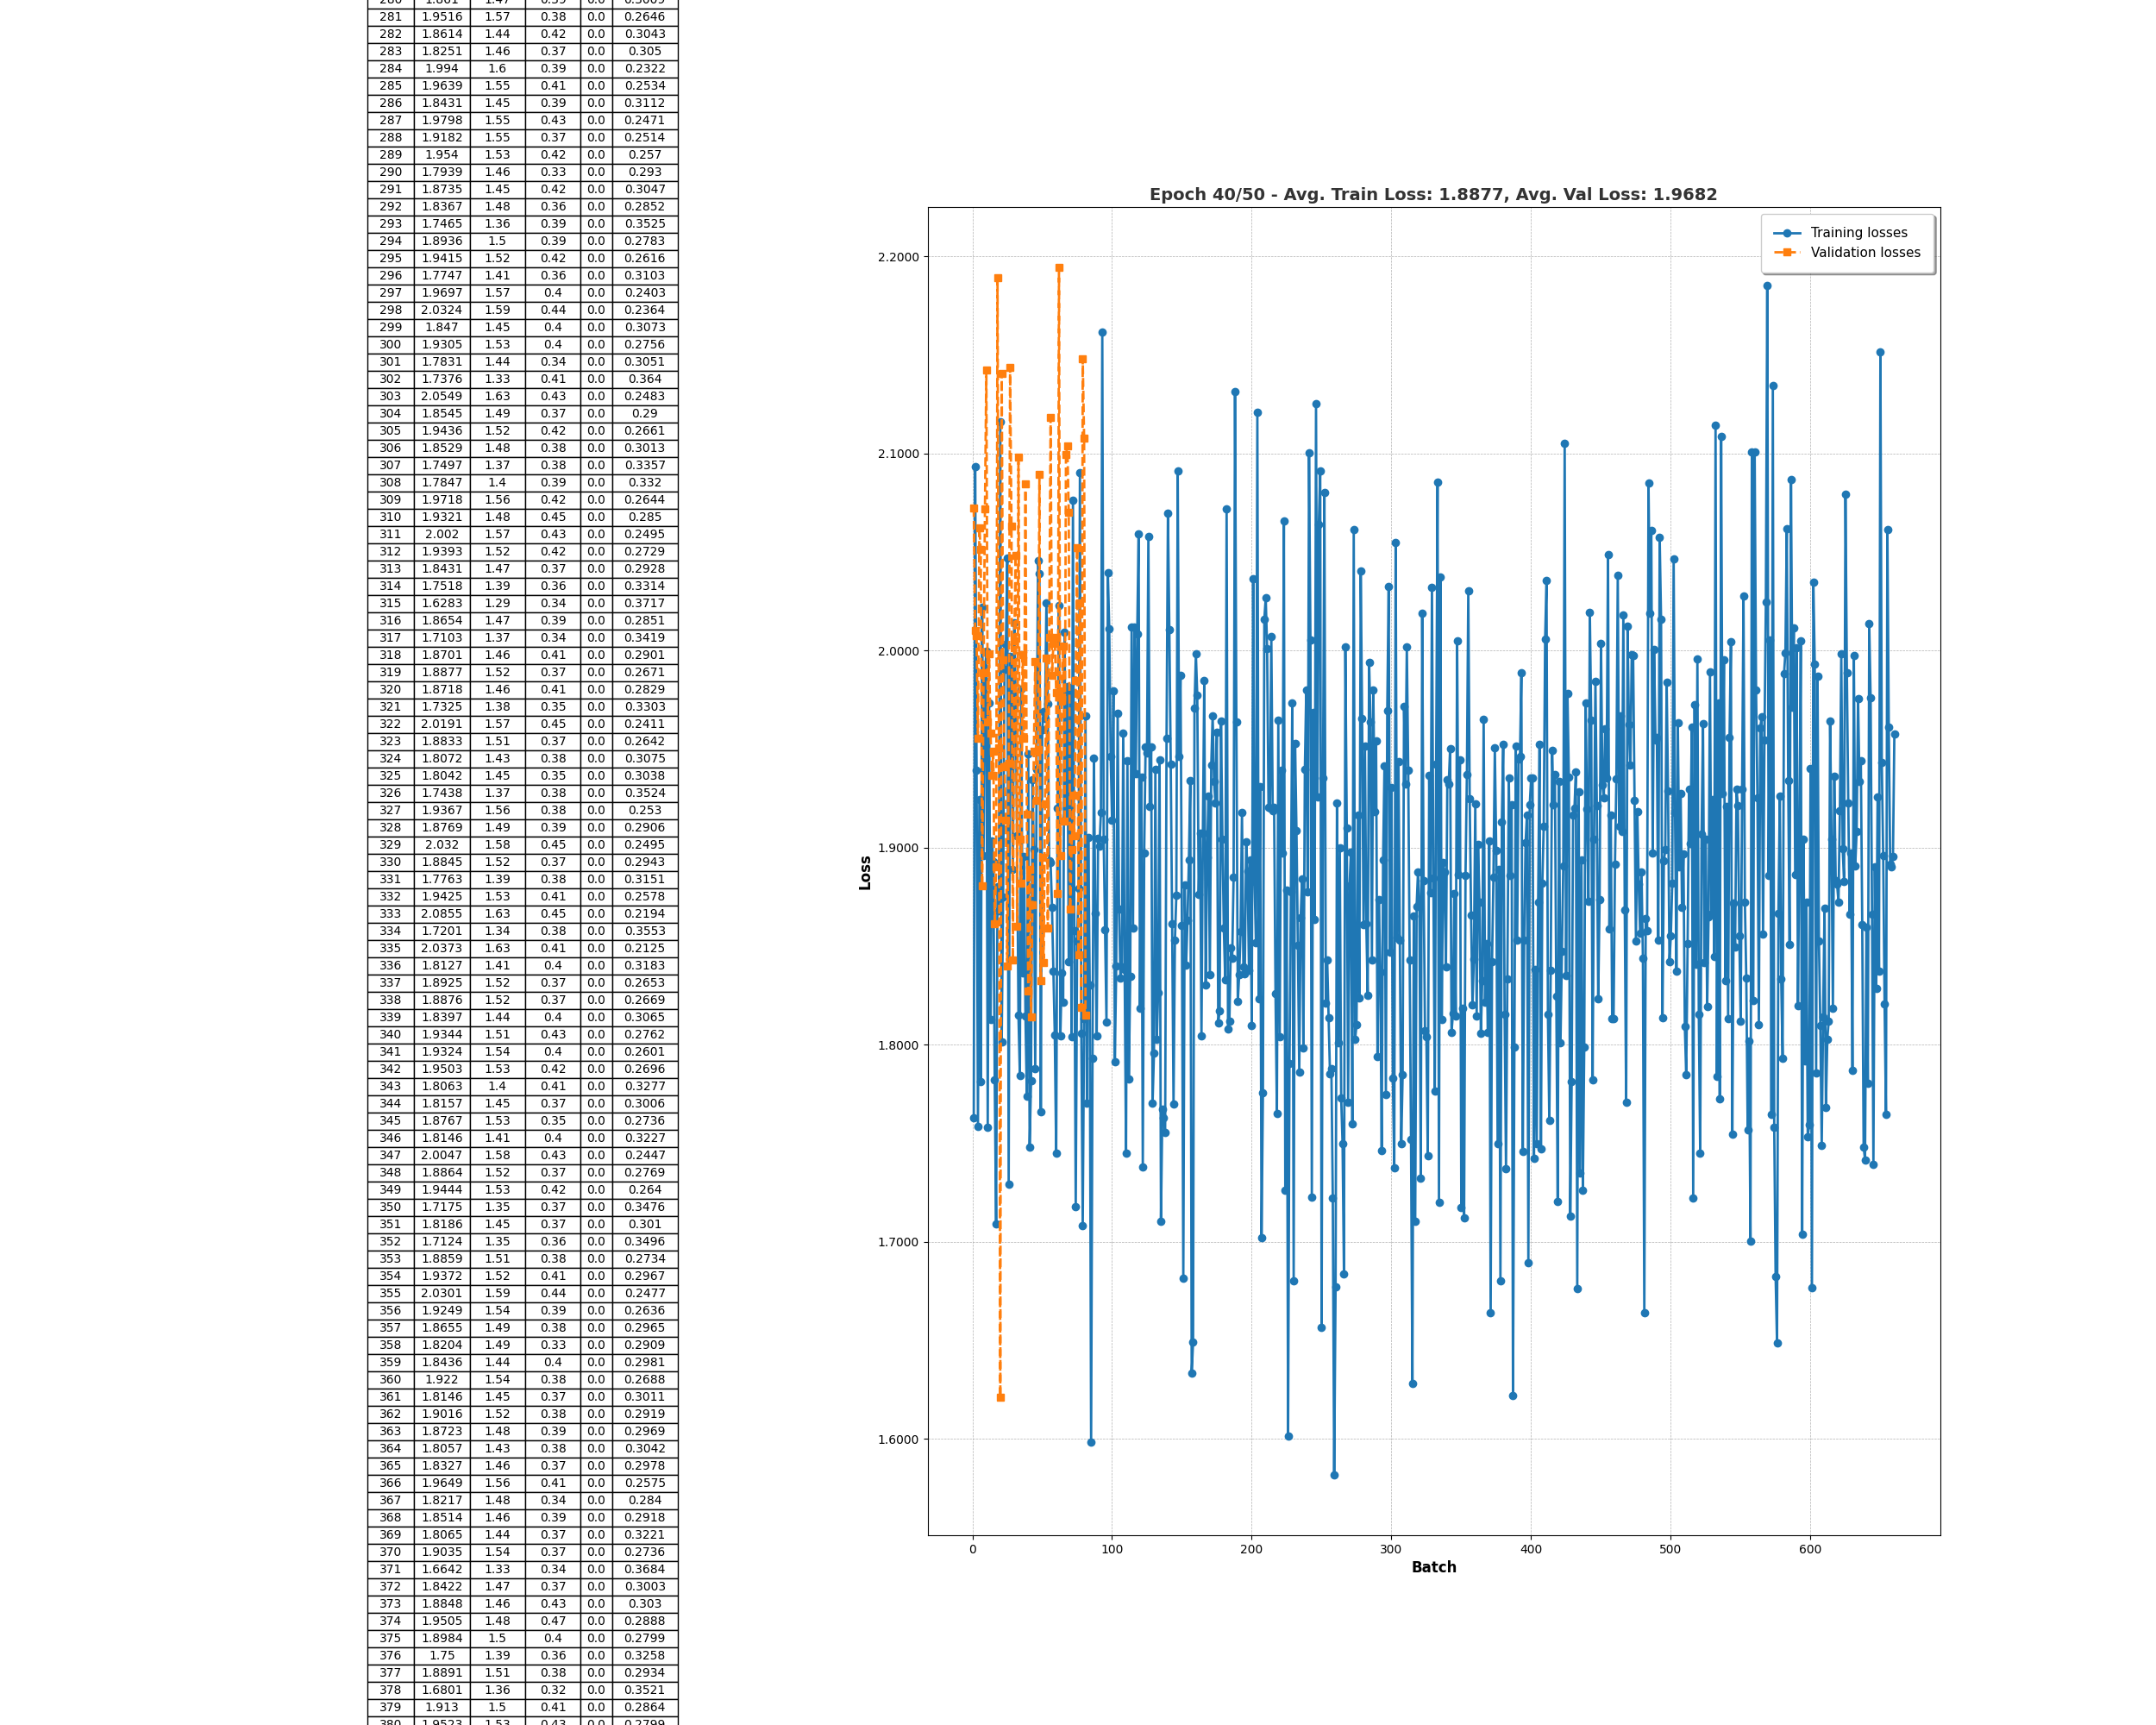 281 1.9516 1.57 0.38 0.0 0.2646
282 1.8614 1.44 0.42 0.0 0.3043
283 1.8251 1.46 0.37 0.0 0.305
284 1.994 1.6 0.39 0.0 0.2322
285 1.9639 1.55 0.41 0.0 0.2534
286 1.8431 1.45 0.39 0.0 0.3112
287 1.9798 1.55 0.43 0.0 0.2471
288 1.9182 1.55 0.37 0.0 0.2514
289 1.954 1.53 0.42 0.0 0.257
290 1.7939 1.46 0.33 0.0 0.293
291 1.8735 1.45 0.42 0.0 0.3047
292 1.8367 1.48 0.36 0.0 0.2852
293 1.7465 1.36 0.39 0.0 0.3525
294 1.8936 1.5 0.39 0.0 0.2783
295 1.9415 1.52 0.42 0.0 0.2616
296 1.7747 1.41 0.36 0.0 0.3103
297 1.9697 1.57 0.4 0.0 0.2403
298 2.0324 1.59 0.44 0.0 0.2364
299 1.847 1.45 0.4 0.0 0.3073
300 1.9305 1.53 0.4 0.0 0.2756
301 1.7831 1.44 0.34 0.0 0.3051
302 1.7376 1.33 0.41 0.0 0.364
303 2.0549 1.63 0.43 0.0 0.2483
304 1.8545 1.49 0.37 0.0 0.29
305 1.9436 1.52 0.42 0.0 0.2661
306 1.8529 1.48 0.38 0.0 0.3013
307 1.7497 1.37 0.38 0.0 0.3357
308 1.7847 1.4 0.39 0.0 0.332
309 1.9718 1.56 0.42 0.0 0.2644
310 1.9321 1.48 0.45 0.0 0.285
311 2.002 1.57 0.43 0.0 0.2495
312 1.9393 1.52 0.42 0.0 0.2729
313 1.8431 1.47 0.37 0.0 0.2928
314 1.7518 1.39 0.36 0.0 0.3314
315 1.6283 1.29 0.34 0.0 0.3717
316 1.8654 1.47 0.39 0.0 0.2851
317 1.7103 1.37 0.34 0.0 0.3419
318 1.8701 1.46 0.41 0.0 0.2901
319 1.8877 1.52 0.37 0.0 0.2671
320 1.8718 1.46 0.41 0.0 0.2829
321 1.7325 1.38 0.35 0.0 0.3303
322 2.0191 1.57 0.45 0.0 0.2411
323 1.8833 1.51 0.37 0.0 0.2642
324 1.8072 1.43 0.38 0.0 0.3075
325 1.8042 1.45 0.35 0.0 0.3038
326 1.7438 1.37 0.38 0.0 0.3524
327 1.9367 1.56 0.38 0.0 0.253
328 1.8769 1.49 0.39 0.0 0.2906
329 2.032 1.58 0.45 0.0 0.2495
330 1.8845 1.52 0.37 0.0 0.2943
331 1.7763 1.39 0.38 0.0 0.3151
332 1.9425 1.53 0.41 0.0 0.2578
333 2.0855 1.63 0.45 0.0 0.2194
334 1.7201 1.34 0.38 0.0 0.3553
335 2.0373 1.63 0.41 0.0 0.2125
336 1.8127 1.41 0.4 0.0 0.3183
337 1.8925 1.52 0.37 0.0 0.2653
338 1.8876 1.52 0.37 0.0 0.2669
339 1.8397 1.44 0.4 0.0 0.3065
340 1.9344 1.51 0.43 0.0 0.2762
341 1.9324 1.54 0.4 0.0 0.2601
342 1.9503 1.53 0.42 0.0 0.2696
343 1.8063 1.4 0.41 0.0 0.3277
344 1.8157 1.45 0.37 0.0 0.3006
345 1.8767 1.53 0.35 0.0 0.2736
346 1.8146 1.41 0.4 0.0 0.3227
347 2.0047 1.58 0.43 0.0 0.2447
348 1.8864 1.52 0.37 0.0 0.2769
349 1.9444 1.53 0.42 0.0 0.264
350 1.7175 1.35 0.37 0.0 0.3476
351 1.8186 1.45 0.37 0.0 0.301
352 1.7124 1.35 0.36 0.0 0.3496
353 1.8859 1.51 0.38 0.0 0.2734
354 1.9372 1.52 0.41 0.0 0.2967
355 2.0301 1.59 0.44 0.0 0.2477
356 1.9249 1.54 0.39 0.0 0.2636
357 1.8655 1.49 0.38 0.0 0.2965
358 1.8204 1.49 0.33 0.0 0.2909
359 1.8436 1.44 0.4 0.0 0.2981
360 1.922 1.54 0.38 0.0 0.2688
361 1.8146 1.45 0.37 0.0 0.3011
362 1.9016 1.52 0.38 0.0 0.2919
363 1.8723 1.48 0.39 0.0 0.2969
364 1.8057 1.43 0.38 0.0 0.3042
365 1.8327 1.46 0.37 0.0 0.2978
366 1.9649 1.56 0.41 0.0 0.2575
367 1.8217 1.48 0.34 0.0 0.284
368 1.8514 1.46 0.39 0.0 0.2918
369 1.8065 1.44 0.37 0.0 0.3221
370 1.9035 1.54 0.37 0.0 0.2736
371 1.6642 1.33 0.34 0.0 0.3684
372 1.8422 1.47 0.37 0.0 0.3003
373 1.8848 1.46 0.43 0.0 0.303
374 1.9505 1.48 0.47 0.0 0.2888
375 1.8984 1.5 0.4 0.0 0.2799
376 1.75 1.39 0.36 0.0 0.3258
377 1.8891 1.51 0.38 0.0 0.2934
378 1.6801 1.36 0.32 0.0 0.3521
379 1.913 1.5 0.41 0.0 0.2864
380 1.9523 1.53 0.43 0.0 0.2799
Epoch 40/50 - Avg. Train Loss: 1.8877, Avg. Val Loss: 1.9682
Training losses
Validation losses
2.2000
2.1000
2.0000
1.9000
1.8000
1.7000
1.6000
Loss
0 100 200 300 400 500 600
Batch